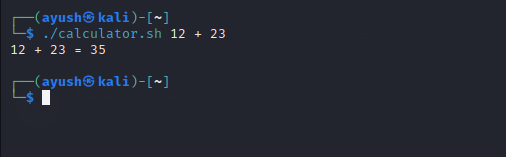 ┌──(ayush㉿kali)-[~]
└─$ ./calculator.sh 12 + 23
12 + 23 = 35
┌──(ayush㉿kali)-[~]
└─$